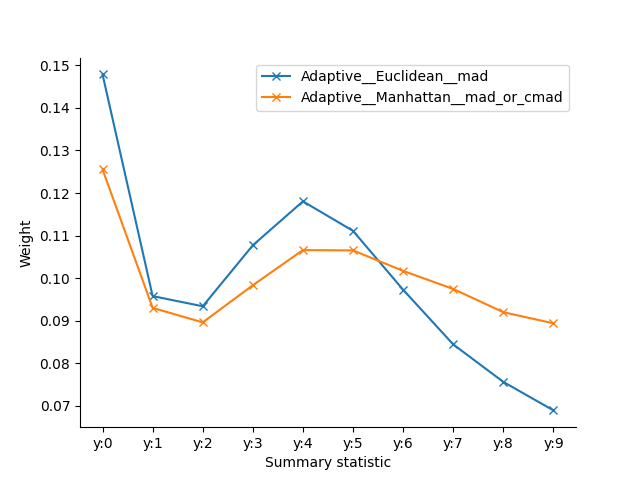 Adaptive__Euclidean__mad
Adaptive__Manhattan__mad_or_cmad
Weight
0.15
0.14
0.13
0.12
0.11
0.10
0.09
0.08
0.07
y:0 y:1 y:2 y:3 y:4 y:5 y:6 y:7 y:8 y:9
Summary statistic